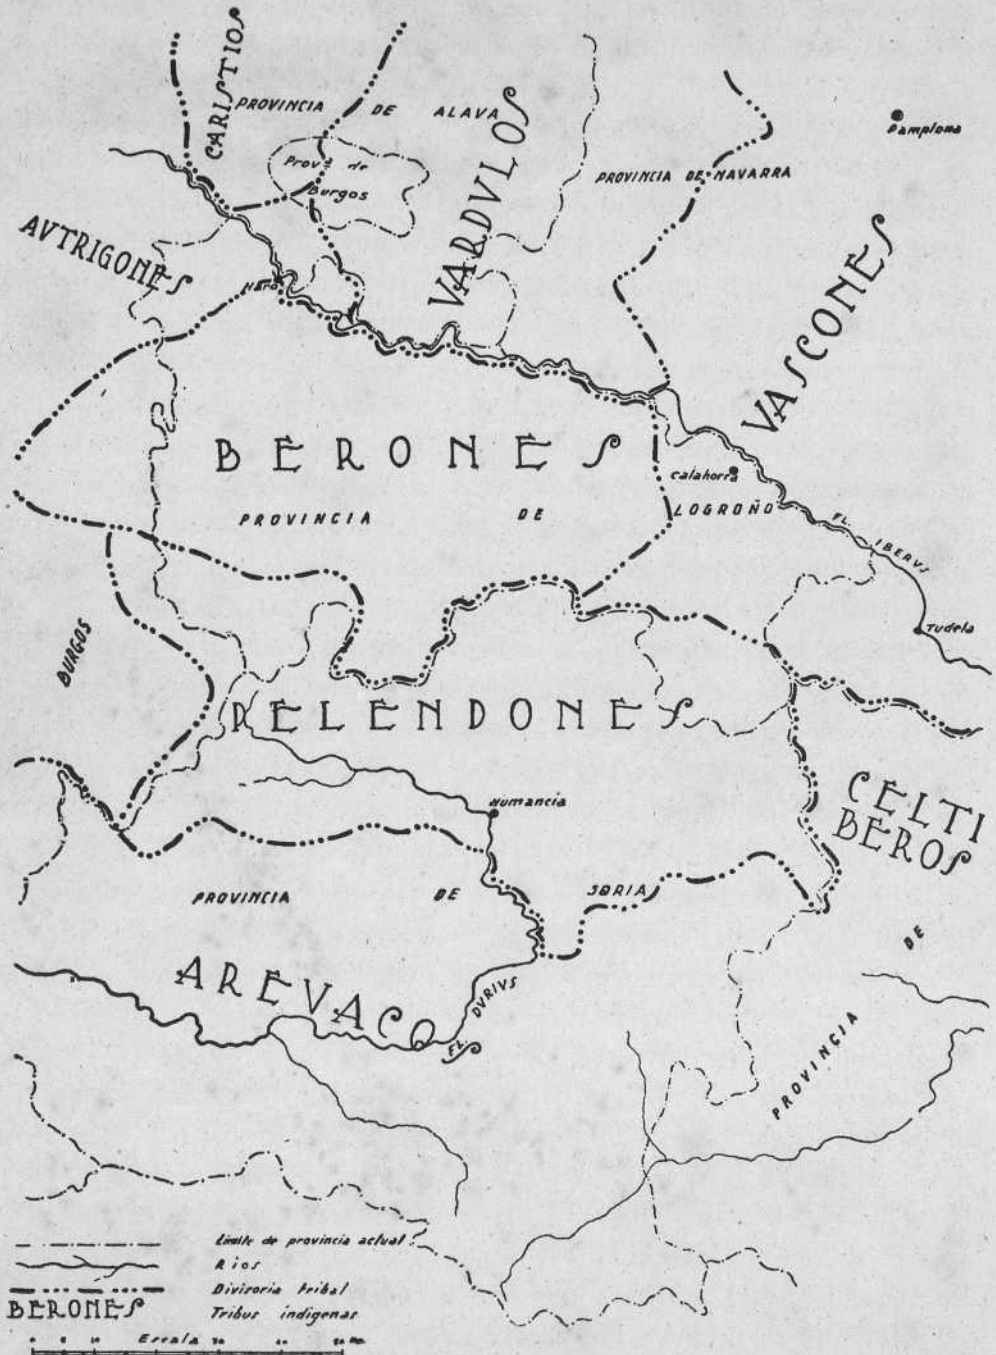 CARISTIOS
PROVINCIA DE ALAVA
Prov. de
Burgos
VARDVLOS
Pamplona
PROVINCIA DE NAVARRA
AVTRIGONES
Haro
VASCONES
BERONES
Calahorra
PROVINCIA DE LOGROÑO
FL. IBERVS
Tudela
BURGOS
PELENDONES
CELTI
BEROS
Numancia
PROVINCIA DE SORIA
AREVACOS
FL. DVRIVS
PROVINCIA DE
Limite de provincia actual
Rios
Divisoria tribal
BERONES Tribus indigenas
Escala